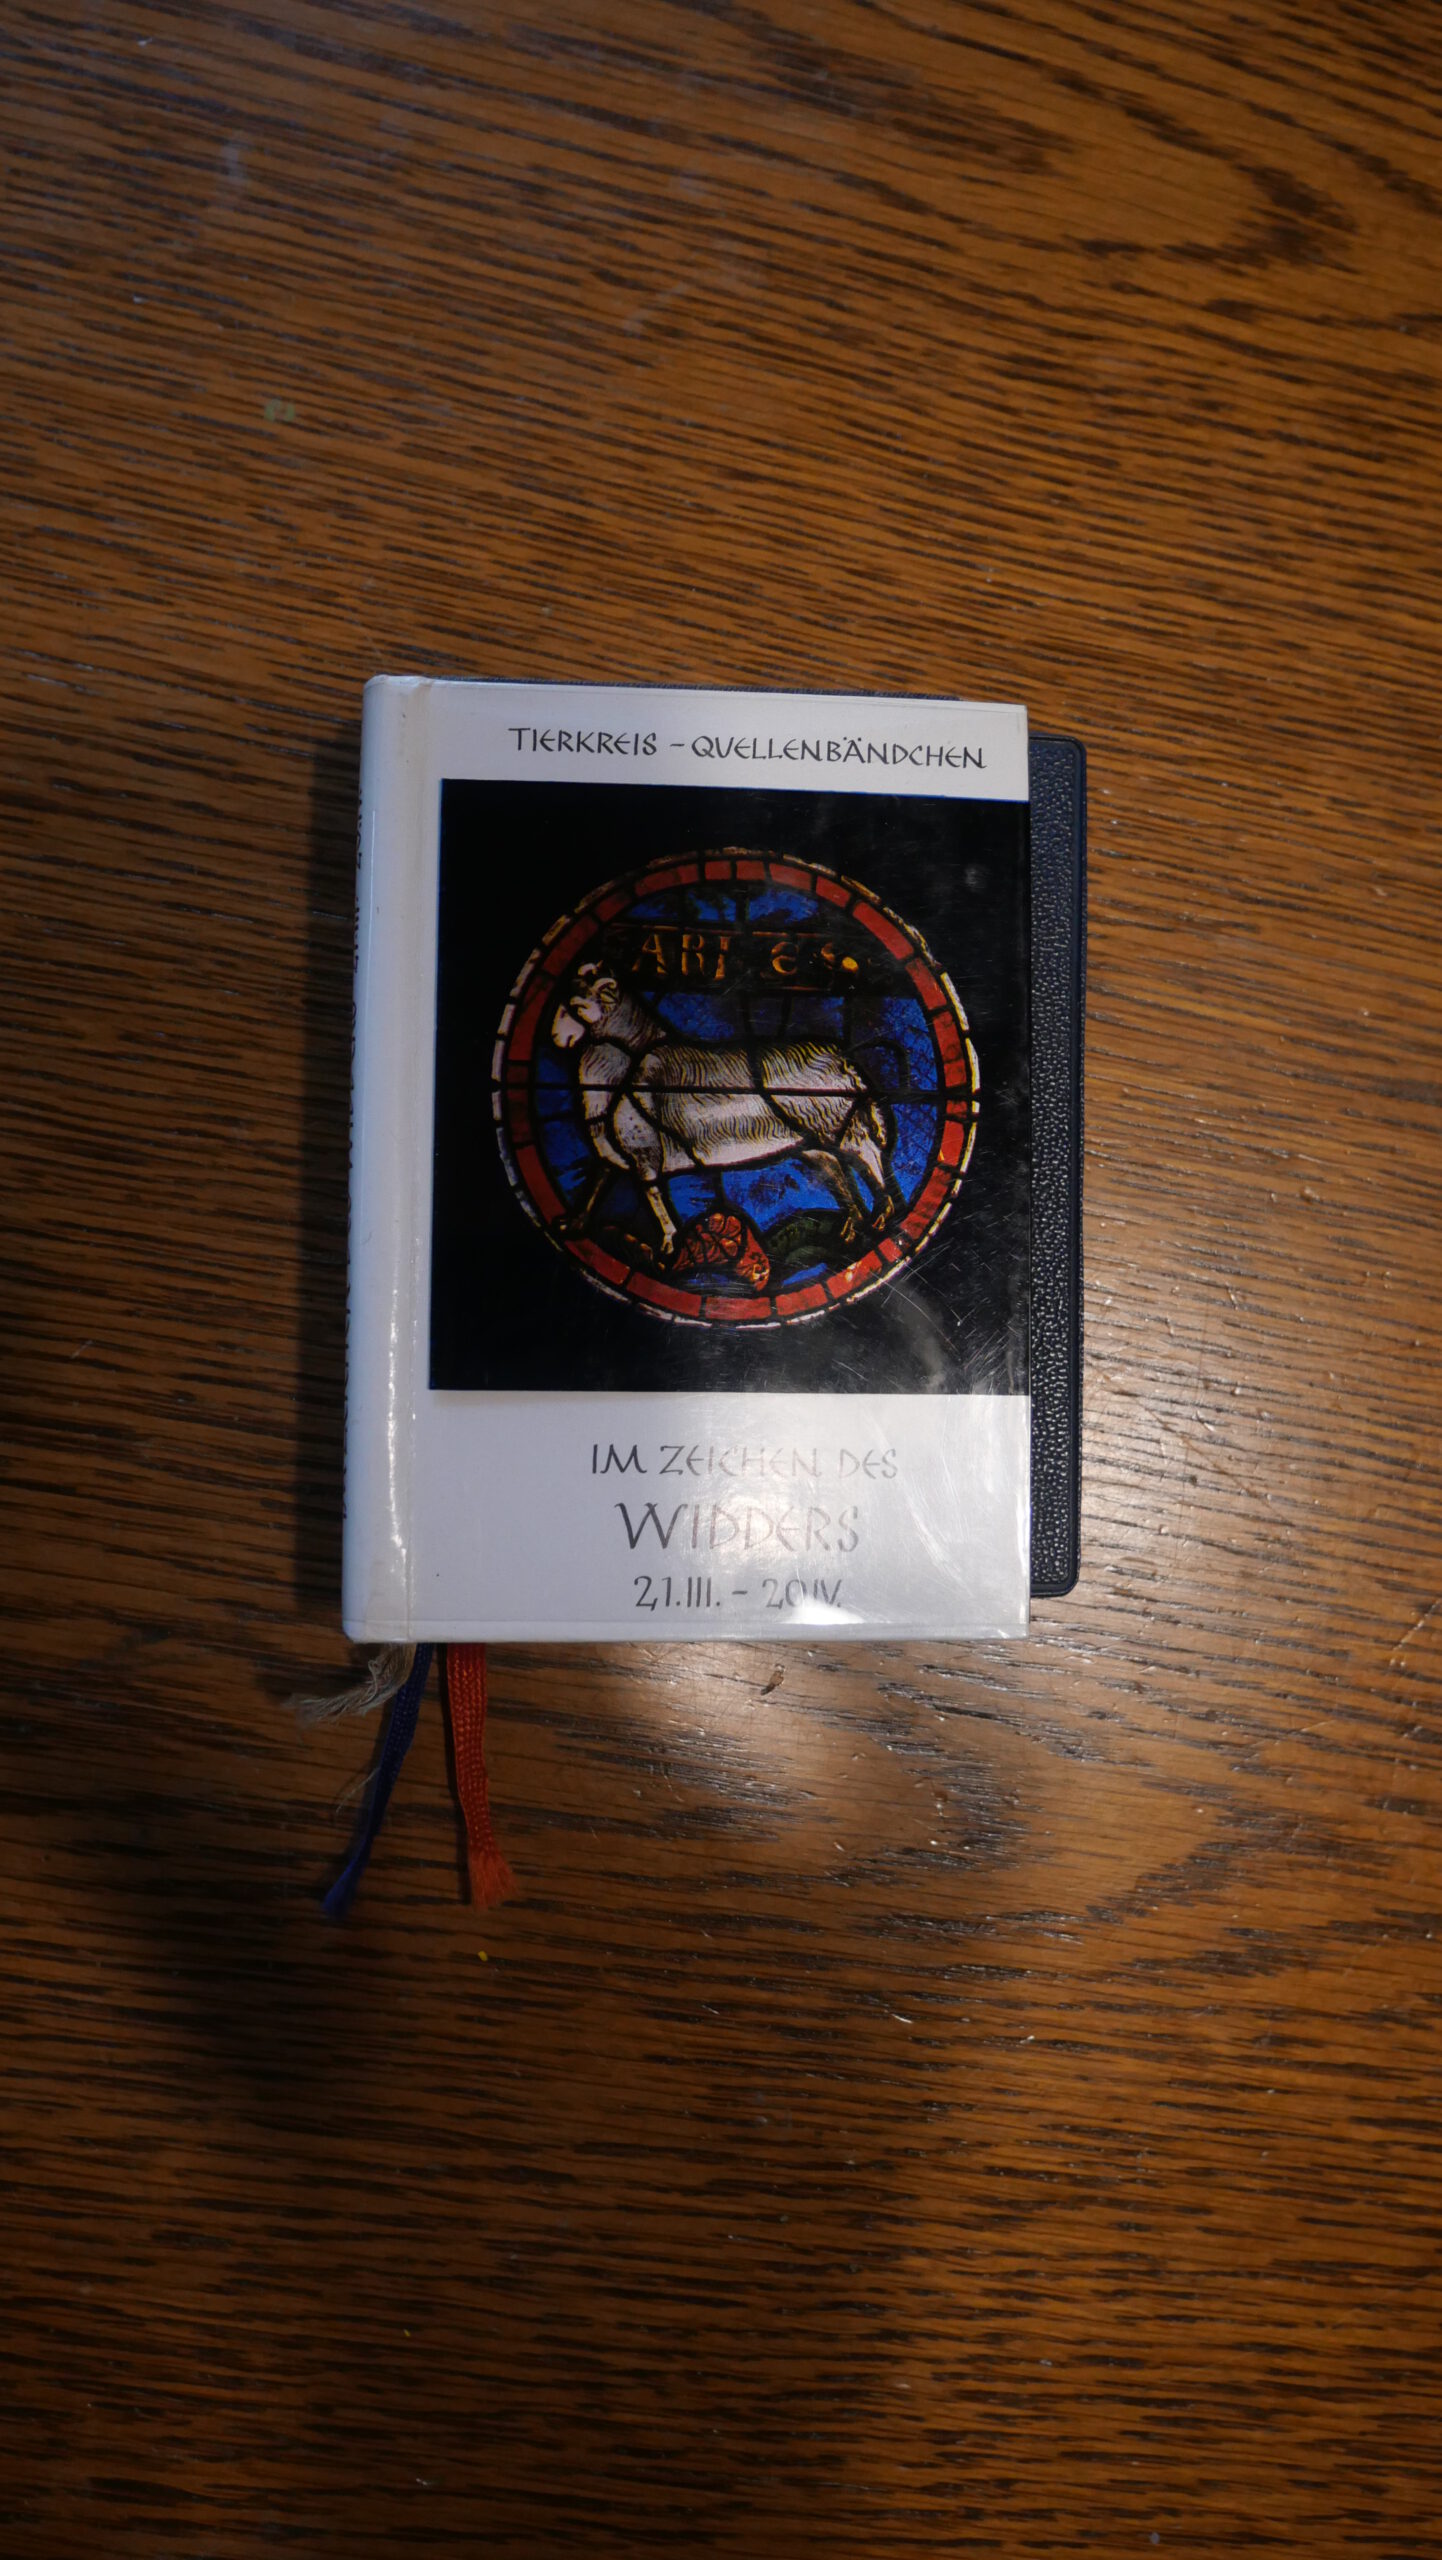 TIERKREIS – QUELLENBÄNDCHEN
ARIES
IM ZEICHEN DES
WIDDERS
21.III. – 20.IV.